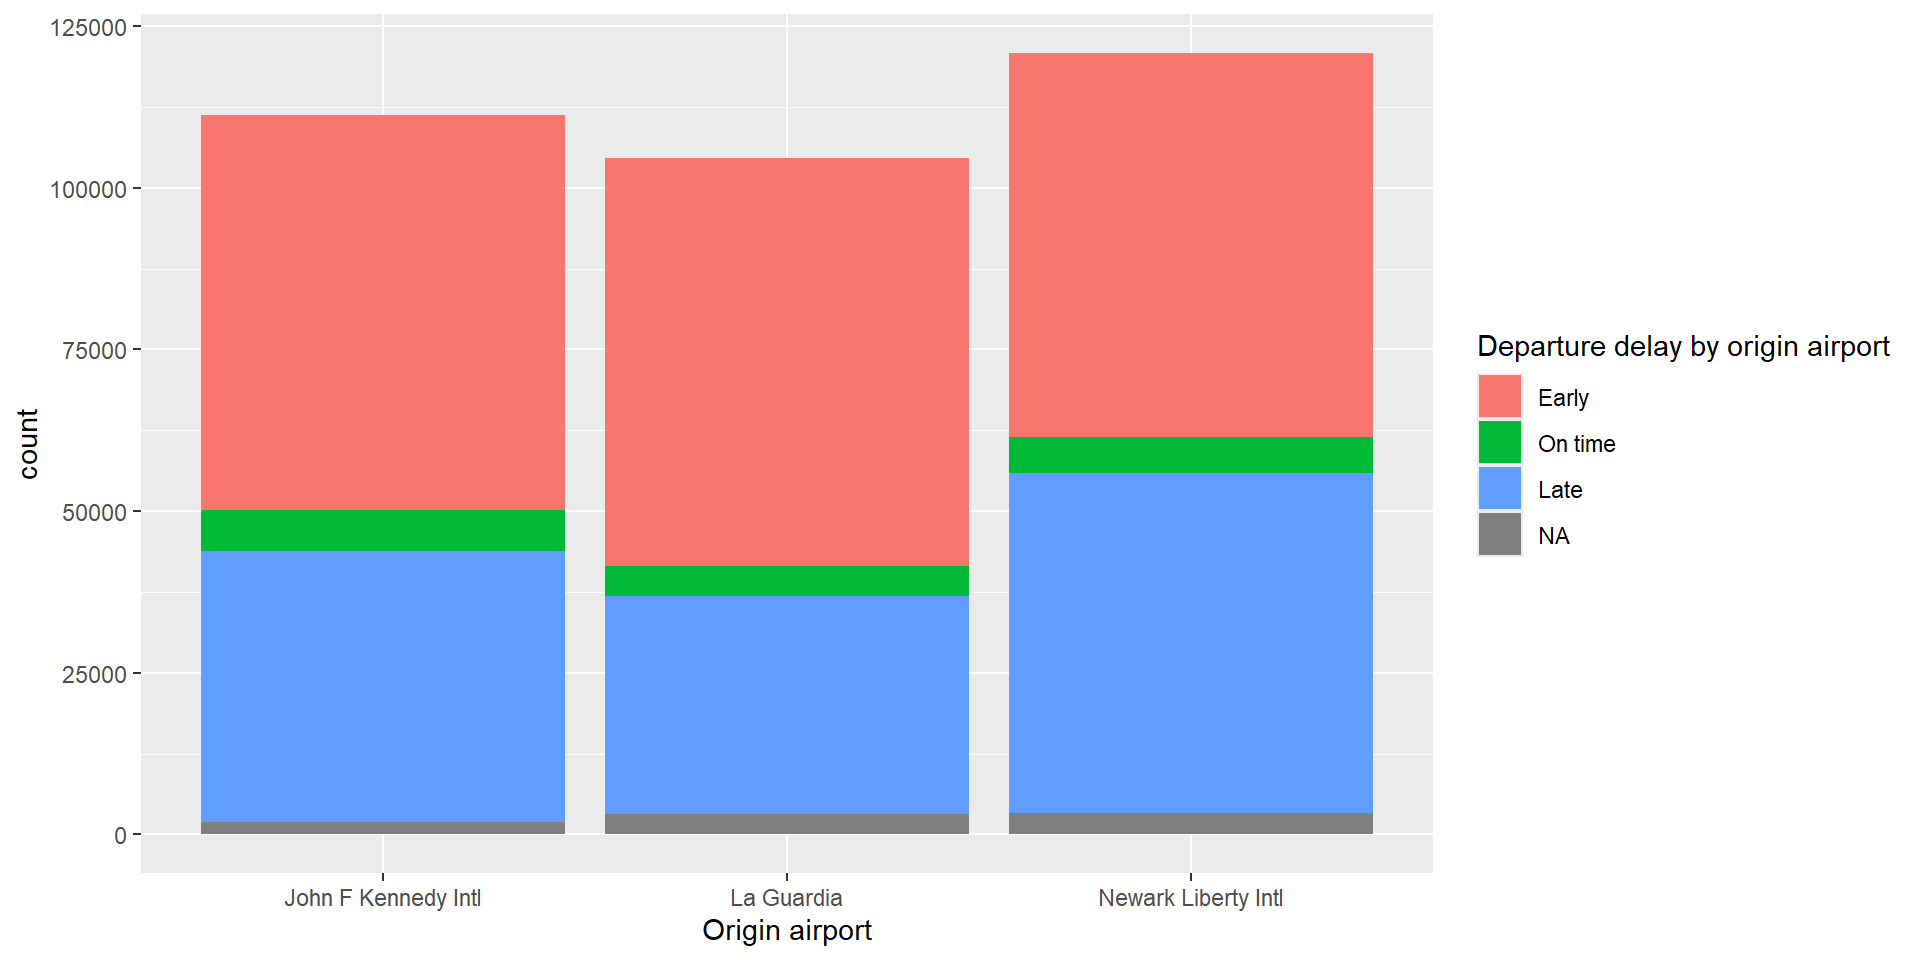 125000
100000
75000
50000
25000
0
count
John F Kennedy Intl
La Guardia
Newark Liberty Intl
Origin airport
Departure delay by origin airport
Early
On time
Late
NA